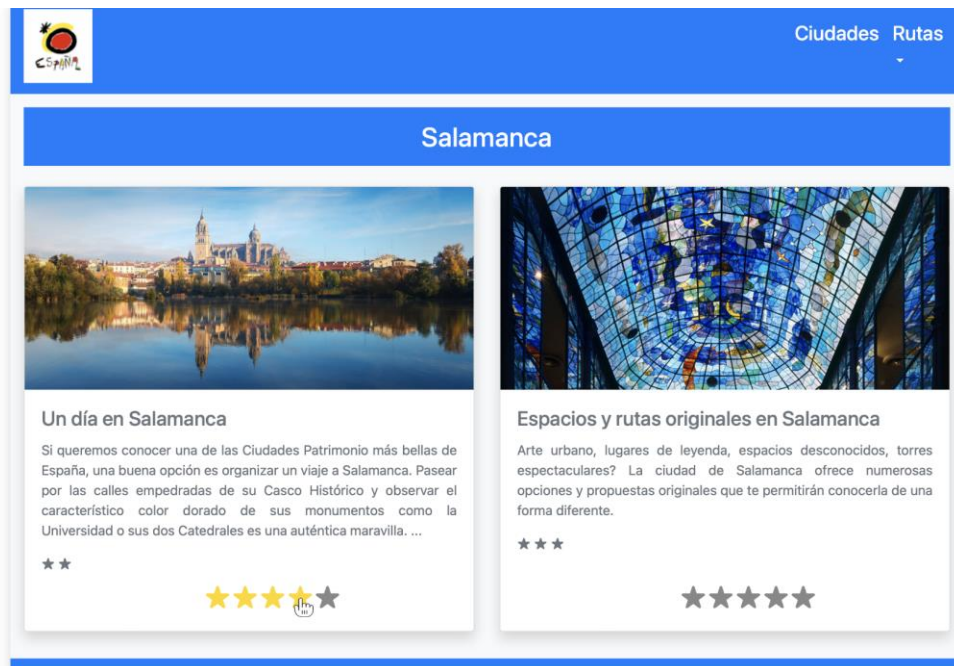 ESPAÑA
Ciudades Rutas
Salamanca
Un día en Salamanca
Si queremos conocer una de las Ciudades Patrimonio más bellas de
España, una buena opción es organizar un viaje a Salamanca. Pasear
por las calles empedradas de su Casco Histórico y observar el
característico color dorado de sus monumentos como la
Universidad o sus dos Catedrales es una auténtica maravilla. ...
Espacios y rutas originales en Salamanca
Arte urbano, lugares de leyenda, espacios desconocidos, torres
espectaculares? La ciudad de Salamanca ofrece numerosas
opciones y propuestas originales que te permitirán conocerla de una
forma diferente.